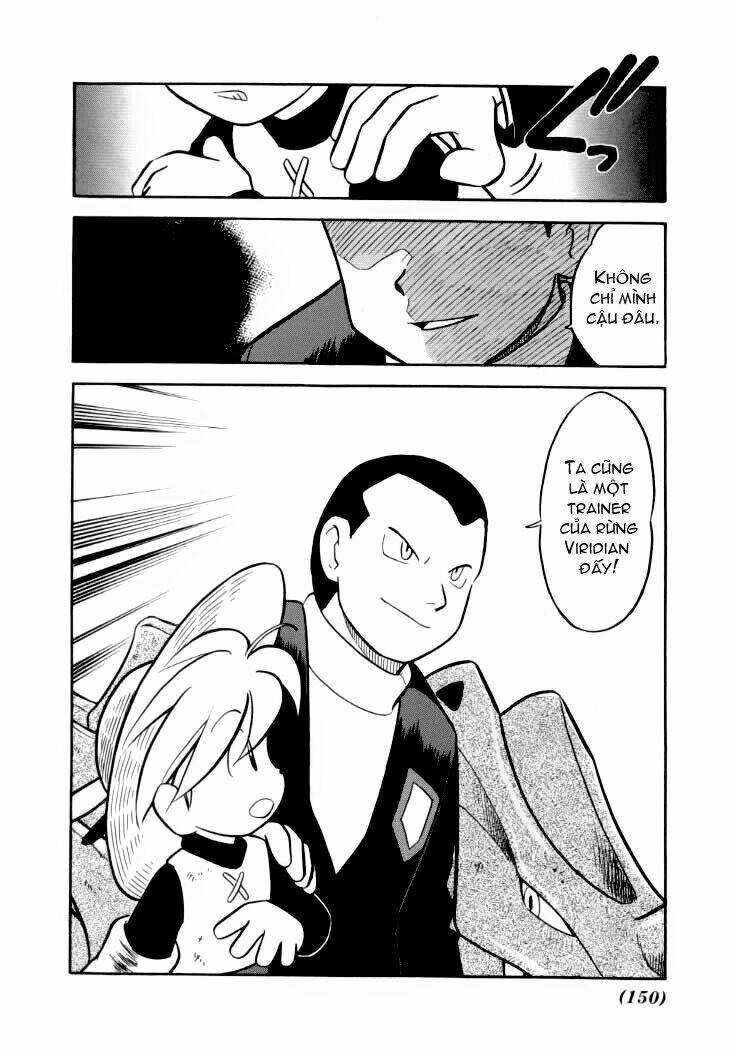 Không
chỉ mình
cậu đâu.
Ta cũng
là một
trainer
của rừng
Viridian
đấy!
(150)